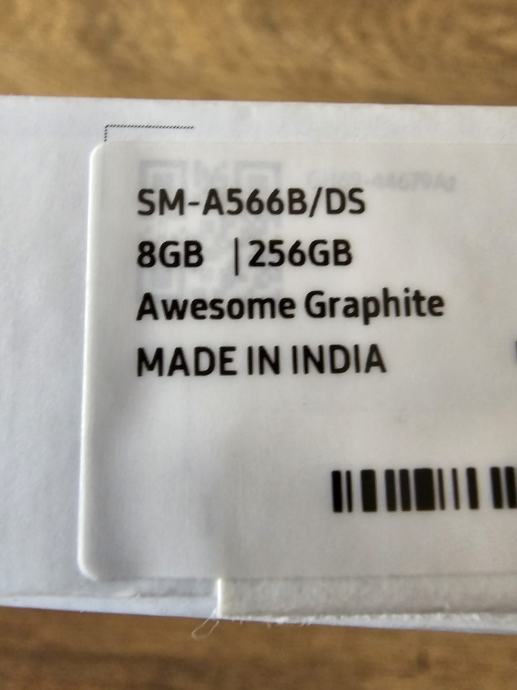 SM-A566B/DS
8GB |256GB
Awesome Graphite
MADE IN INDIA